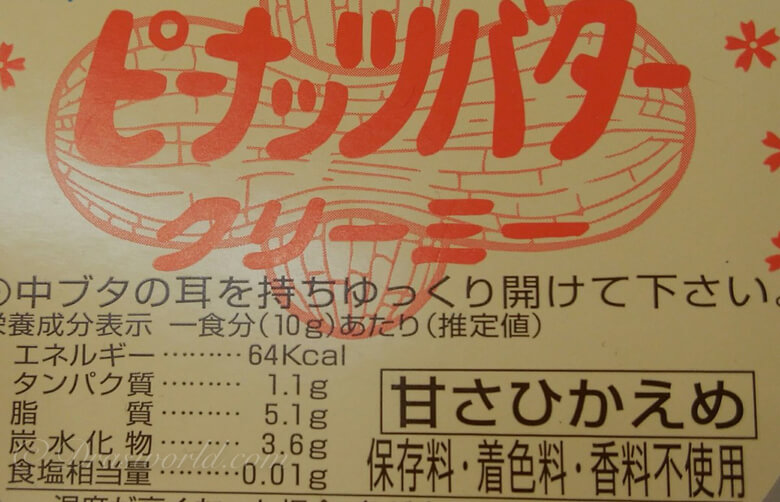 ピーナッツバター
クリーミー
の中ブタの耳を持ちゆっくり開けて下さい。
栄養成分表示 一食分(10g)あたり(推定値)
エネルギー……… 64Kcal
タンパク質……… 1.1g
脂質……… 5.1g
炭水化物……… 3.6g
食塩相当量………0.01g
甘さひかえめ
保存料・着色料・香料不使用